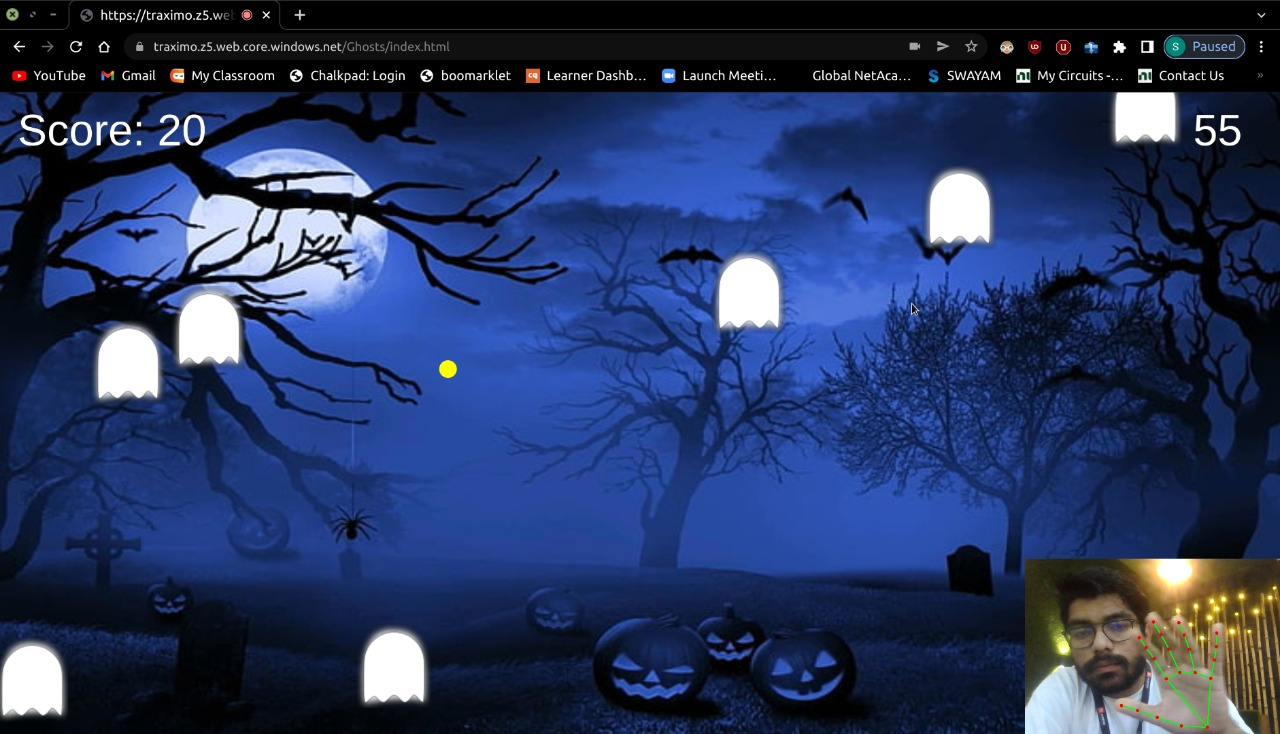 https://traximo.z5.we
traximo.z5.web.core.windows.net/Ghosts/index.html
S Paused
YouTube Gmail My Classroom Chalkpad: Login boomarklet cq Learner Dashb... Launch Meeti... Global NetAca... SWAYAM My Circuits -... Contact Us »
Score: 20
55